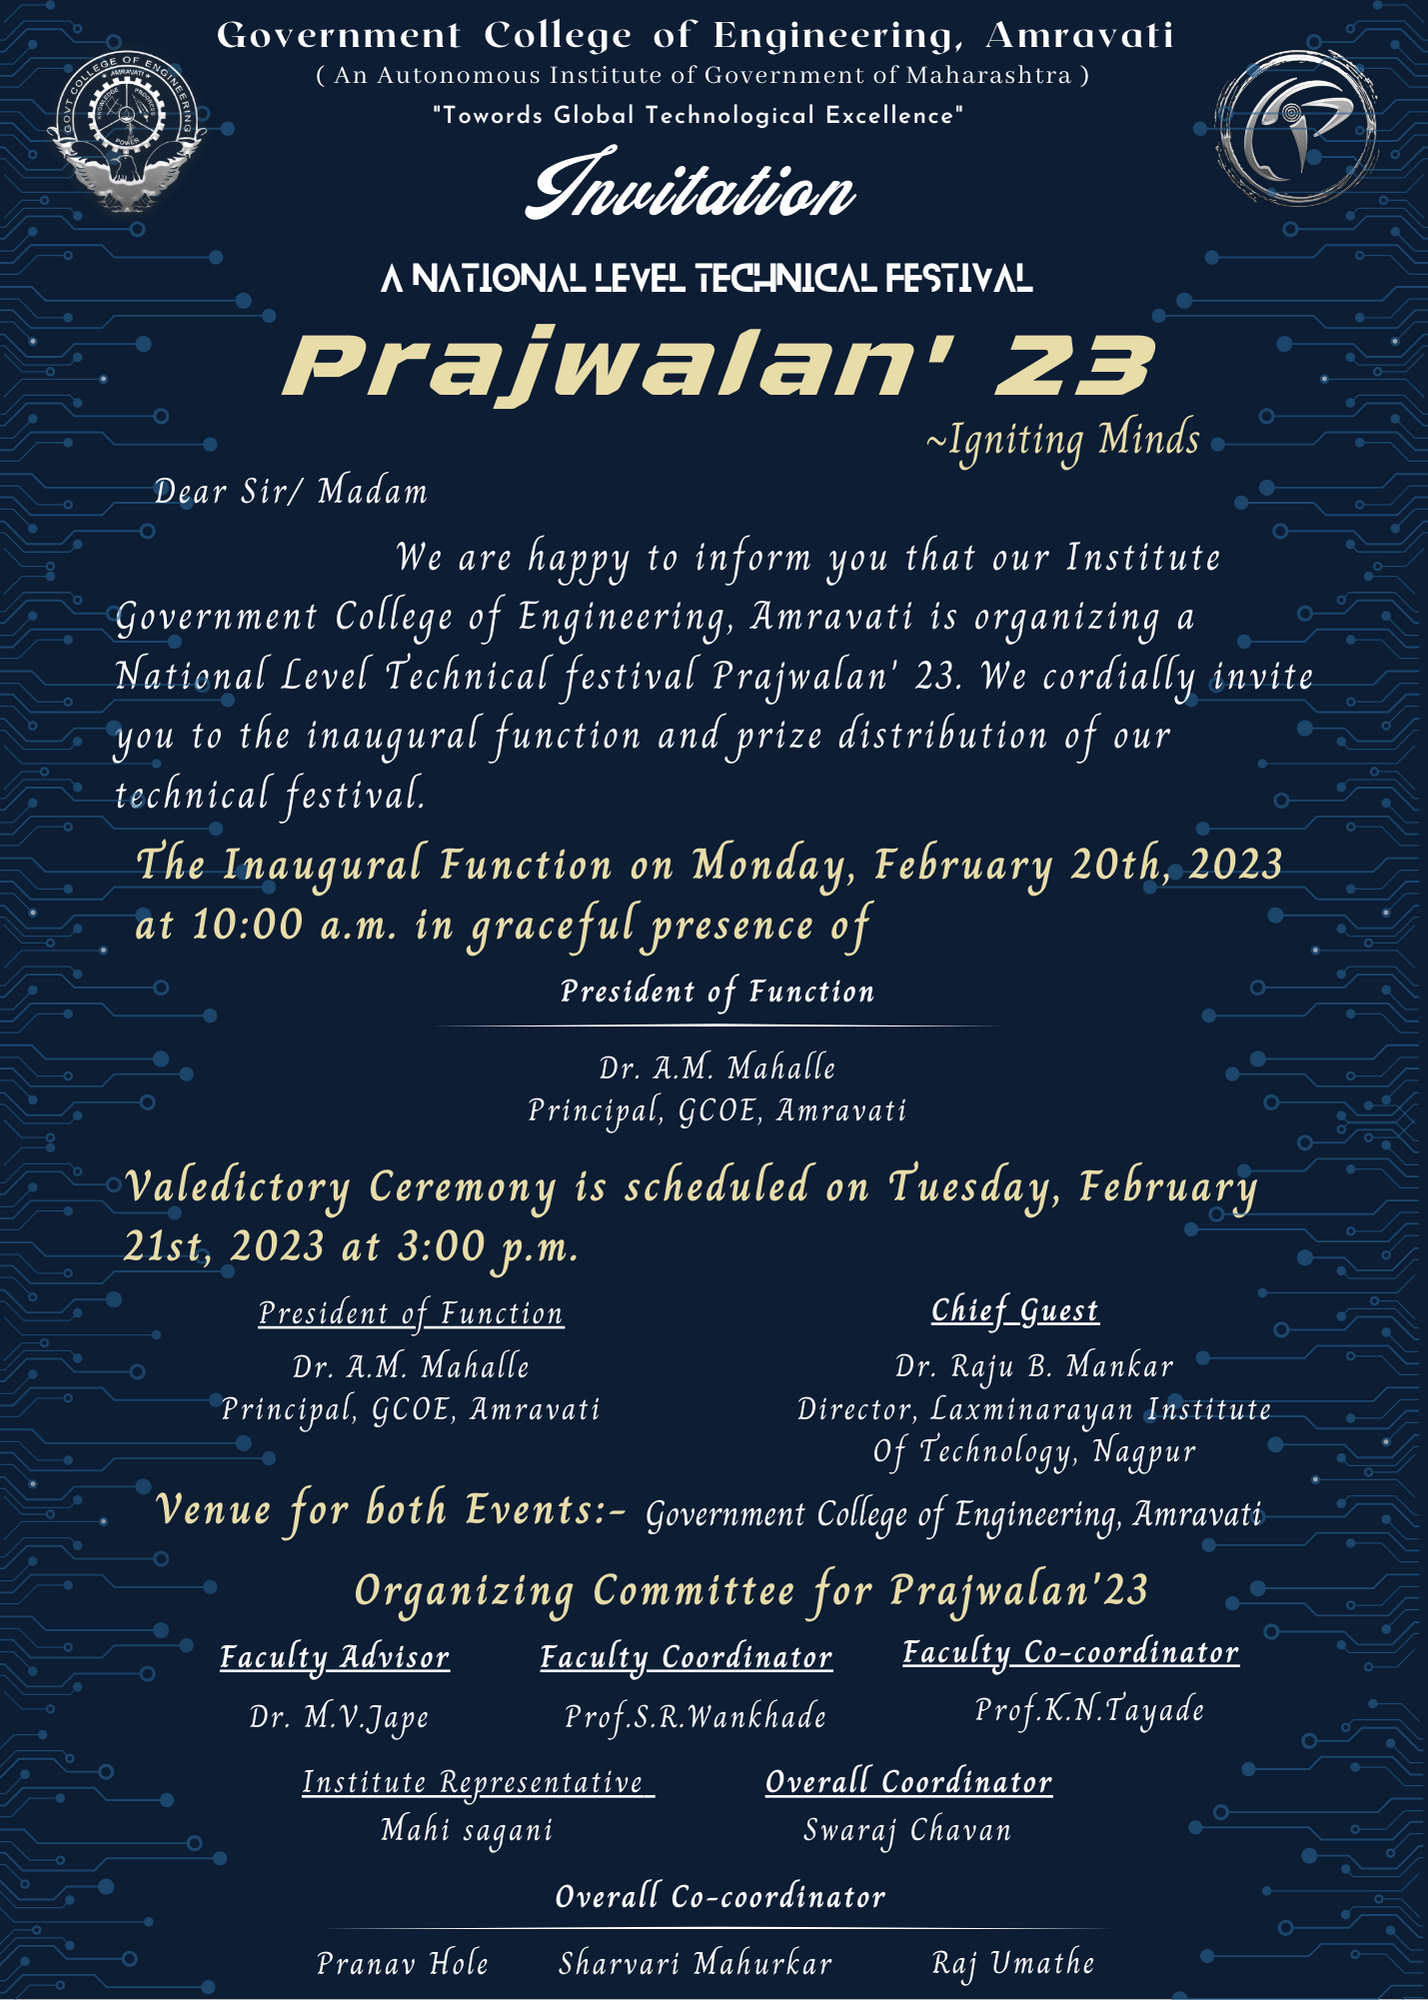 Government College of Engineering, Amravati
( An Autonomous Institute of Government of Maharashtra )
"Towords Global Technological Excellence"
GOVT COLLEGE OF ENGINEERING
AMRAVATI
KNOWLEDGE
PROGRESS
POWER
Invitation
A NATIONAL LEVEL TECHNICAL FESTIVAL
Prajwalan' 23
~Igniting Minds
Dear Sir/ Madam
We are happy to inform you that our Institute
Government College of Engineering, Amravati is organizing a
National Level Technical festival Prajwalan' 23. We cordially invite
you to the inaugural function and prize distribution of our
technical festival.
The Inaugural Function on Monday, February 20th, 2023
at 10:00 a.m. in graceful presence of
President of Function
Dr. A.M. Mahalle
Principal, GCOE, Amravati
Valedictory Ceremony is scheduled on Tuesday, February
21st, 2023 at 3:00 p.m.
President of Function
Dr. A.M. Mahalle
Principal, GCOE, Amravati
Chief Guest
Dr. Raju B. Mankar
Director, Laxminarayan Institute
Of Technology, Nagpur
Venue for both Events:- Government College of Engineering, Amravati
Organizing Committee for Prajwalan'23
Faculty Advisor
Dr. M.V.Jape
Faculty Coordinator
Prof.S.R.Wankhade
Faculty Co-coordinator
Prof.K.N.Tayade
Institute Representative
Mahi sagani
Overall Coordinator
Swaraj Chavan
Overall Co-coordinator
Pranav Hole Sharvari Mahurkar Raj Umathe